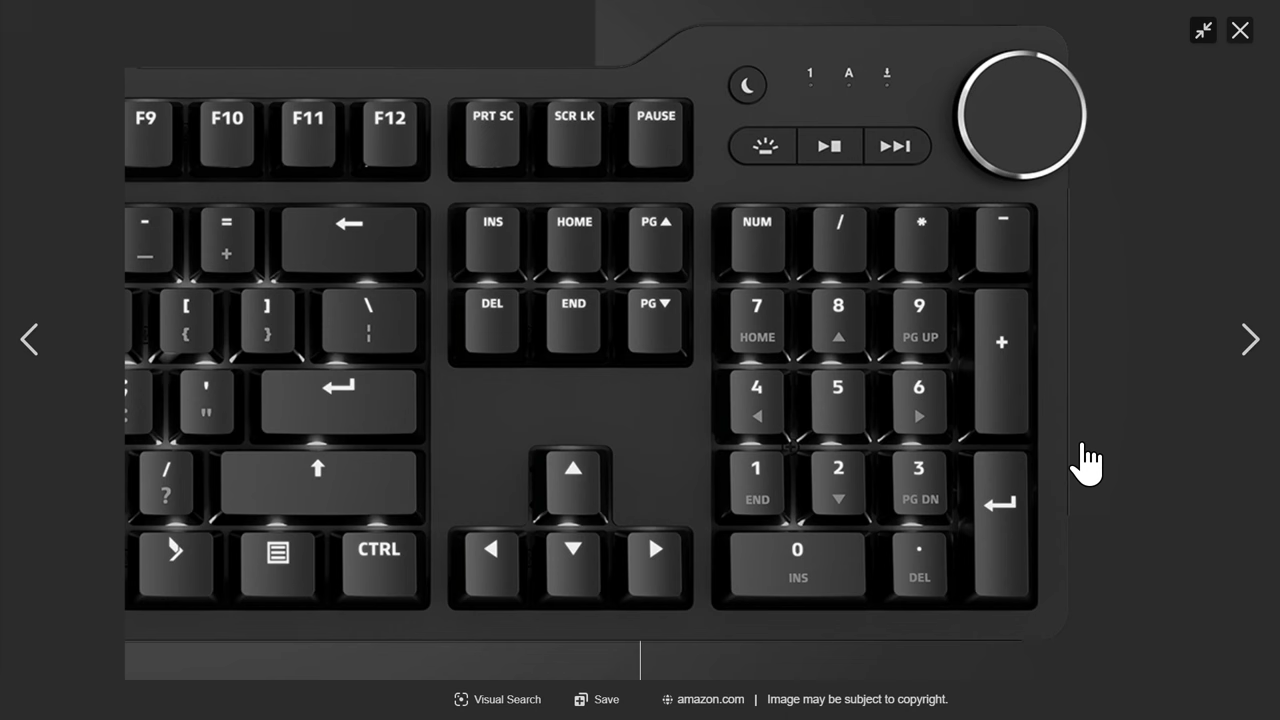 1 A
F9 F10 F11 F12 PRT SC SCR LK PAUSE
- = INS HOME PG▲ NUM / * -
_ +
[ ] \ DEL END PG▼ 7 8 9 +
{ } ¦ HOME ▲ PG UP
; ' 4 5 6
: " ◀ ▶
/ ▲ 1 2 3
? END ▼ PG DN
CTRL ◀ ▼ ▶ 0 .
INS DEL
Visual Search Save amazon.com | Image may be subject to copyright.